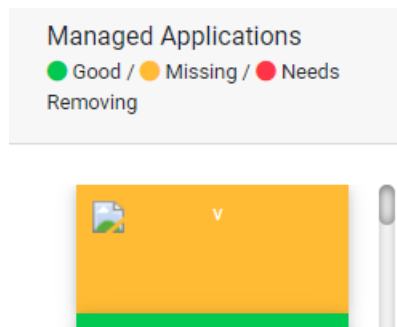 Managed Applications
Good / Missing / Needs
Removing
v